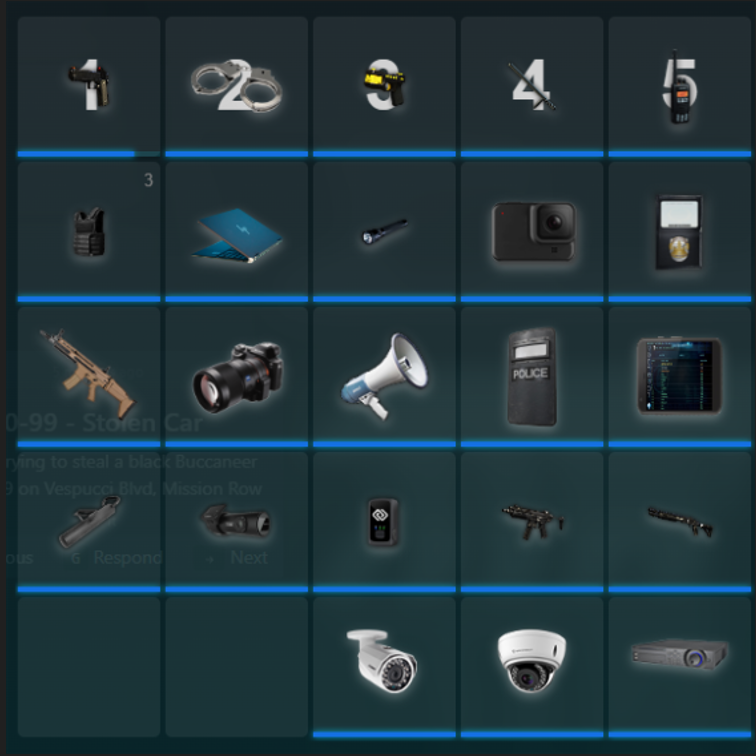 1
2
3
4
5
3
POLICE
0-99 - Stolen Car
rying to steal a black Buccaneer
9 on Vespucci Blvd, Mission Row
ous 6 Respond → Next